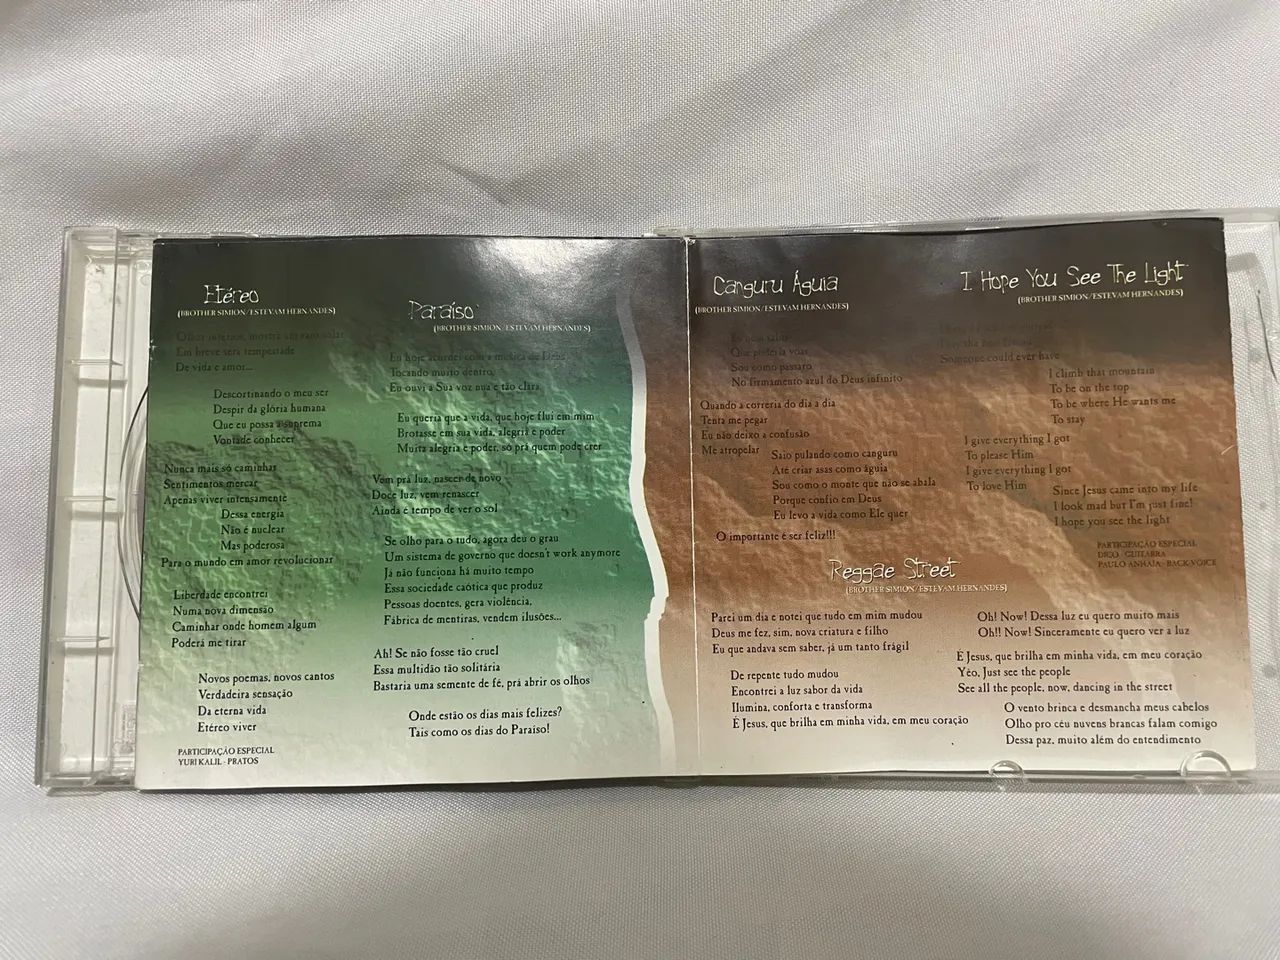 Etéreo
(BROTHER SIMION/ESTEVAM HERNANDES)
Olhar interior, mostra um raio solar
Em breve será tempestade
De vida e amor...
Descortinando o meu ser
Despir da glória humana
Que eu possa a suprema
Vontade conhecer
Nunca mais só caminhar
Sentimentos mercar
Apenas viver intensamente
Dessa energia
Não é nuclear
Mas poderosa
Para o mundo em amor revolucionar
Liberdade encontrei
Numa nova dimensão
Caminhar onde homem algum
Poderá me tirar
Novos poemas, novos cantos
Verdadeira sensação
Da eterna vida
Etéreo viver
PARTICIPAÇÃO ESPECIAL
YURI KALIL - PRATOS
Paraíso
(BROTHER SIMION/ESTEVAM HERNANDES)
Eu hoje acordei com a música de Deus
Tocando muito dentro,
Eu ouvi a Sua voz nua e tão clara,
Eu queria que a vida, que hoje flui em mim
Brotasse em sua vida, alegria e poder
Muita alegria e poder, só prá quem pode crer
Vem prá luz, nascer de novo
Doce luz, vem renascer
Ainda é tempo de ver o sol
Se olho para o tudo, agora deu o grau
Um sistema de governo que doesn't work anymore
Já não funciona há muito tempo
Essa sociedade caótica que produz
Pessoas doentes, gera violência,
Fábrica de mentiras, vendem ilusões...
Ah! Se não fosse tão cruel
Essa multidão tão solitária
Bastaria uma semente de fé, prá abrir os olhos
Onde estão os dias mais felizes?
Tais como os dias do Paraíso!
Canguru Águia
(BROTHER SIMION/ESTEVAM HERNANDES)
Eu nem sabia
Que poderia voar
Sou como pássaro
No firmamento azul do Deus infinito
Quando a correria do dia a dia
Tenta me pegar
Eu não deixo a confusão
Me atropelar
Saio pulando como canguru
Até criar asas como águia
Sou como o monte que não se abala
Porque confio em Deus
Eu levo a vida como Ele quer
O importante é ser feliz!!!
I Hope You See The Light
(BROTHER SIMION/ESTEVAM HERNANDES)
Someone could ever have
I climb that mountain
To be on the top
To be where He wants me
To stay
I give everything I got
To please Him
I give everything I got
To love Him
Since Jesus came into my life
I look mad but I'm just fine!
I hope you see the light
PARTICIPAÇÃO ESPECIAL
DIGO - GUITARRA
PAULO ANHAIA - BACK-VOICE
Reggae Street
(BROTHER SIMION/ESTEVAM HERNANDES)
Parei um dia e notei que tudo em mim mudou
Deus me fez, sim, nova criatura e filho
Eu que andava sem saber, já um tanto frágil
De repente tudo mudou
Encontrei a luz sabor da vida
Ilumina, conforta e transforma
É Jesus, que brilha em minha vida, em meu coração
Oh! Now! Dessa luz eu quero muito mais
Oh!! Now! Sinceramente eu quero ver a luz
É Jesus, que brilha em minha vida, em meu coração
Yéo, Just see the people
See all the people, now, dancing in the street
O vento brinca e desmancha meus cabelos
Olho pro céu nuvens brancas falam comigo
Dessa paz, muito além do entendimento